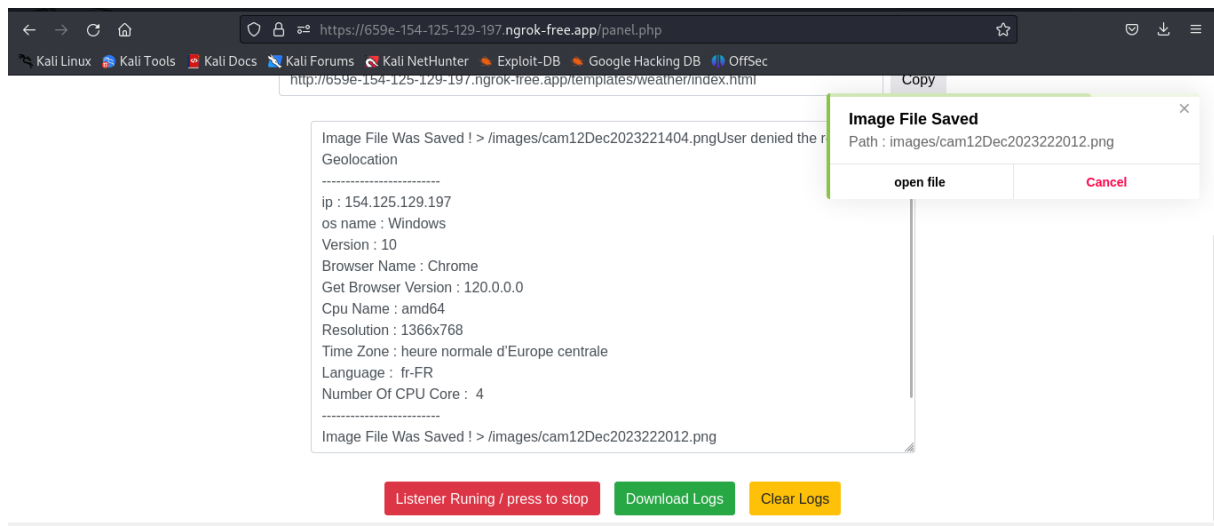 https://659e-154-125-129-197.ngrok-free.app/panel.php
Kali Linux Kali Tools Kali Docs Kali Forums Kali NetHunter Exploit-DB Google Hacking DB OffSec
http://659e-154-125-129-197.ngrok-free.app/templates/weather/index.html Copy
Image File Saved
Path : images/cam12Dec2023222012.png
open file Cancel
Image File Was Saved ! > /images/cam12Dec2023221404.pngUser denied the
Geolocation
-------------------------
ip : 154.125.129.197
os name : Windows
Version : 10
Browser Name : Chrome
Get Browser Version : 120.0.0.0
Cpu Name : amd64
Resolution : 1366x768
Time Zone : heure normale d’Europe centrale
Language : fr-FR
Number Of CPU Core : 4
-------------------------
Image File Was Saved ! > /images/cam12Dec2023222012.png
Listener Runing / press to stop Download Logs Clear Logs